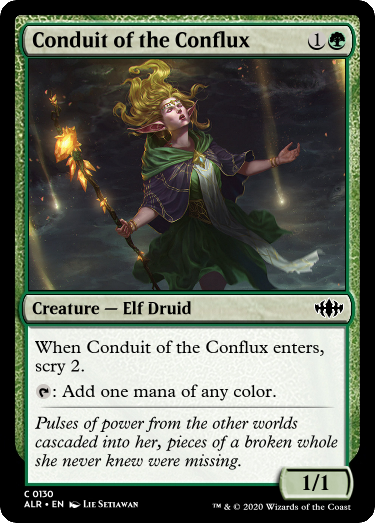 Conduit of the Conflux 1
Creature — Elf Druid
When Conduit of the Conflux enters,
scry 2.
: Add one mana of any color.
Pulses of power from the other worlds
cascaded into her, pieces of a broken whole
she never knew were missing.
1/1
C 0130
ALR • EN Lie Setiawan
™ & © 2020 Wizards of the Coast